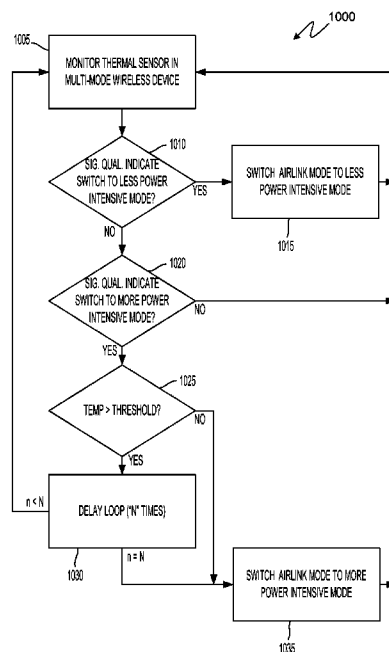 1000
1005
MONITOR THERMAL SENSOR IN
MULTI-MODE WIRELESS DEVICE
1010
SIG. QUAL. INDICATE
SWITCH TO LESS POWER
INTENSIVE MODE?
YES
SWITCH AIRLINK MODE TO LESS
POWER INTENSIVE MODE
1015
NO
1020
SIG. QUAL. INDICATE
SWITCH TO MORE POWER
INTENSIVE MODE?
NO
YES
1025
TEMP > THRESHOLD?
NO
YES
n < N
DELAY LOOP ("N" TIMES)
n = N
1030
SWITCH AIRLINK MODE TO MORE
POWER INTENSIVE MODE
1035